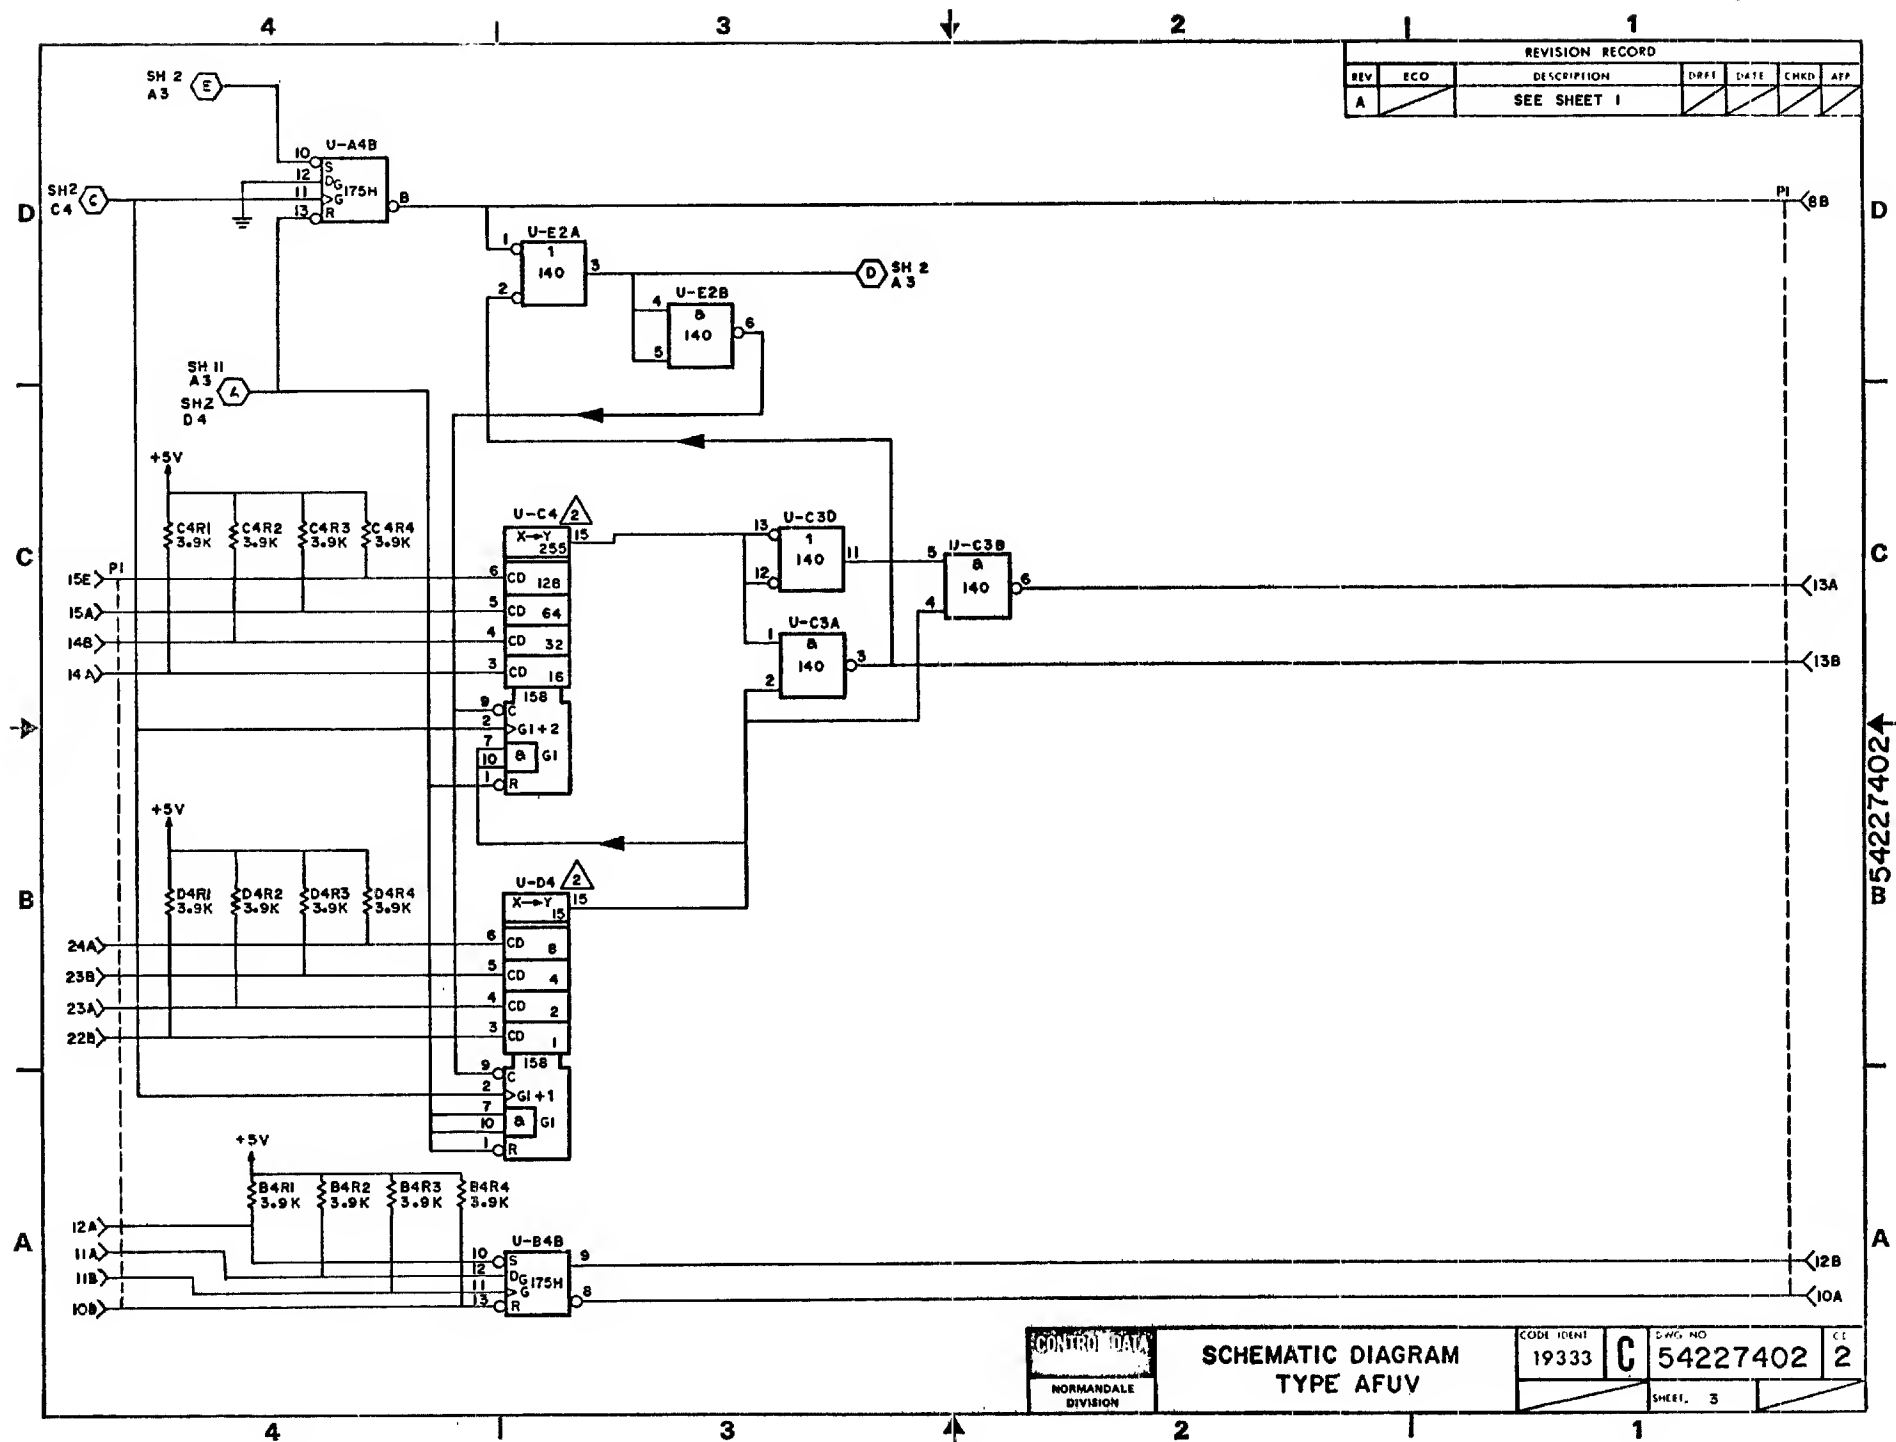 4 3 2 1
REVISION RECORD
REV ECO DESCRIPTION DRFT DATE CHKD APP
A SEE SHEET 1
SH 2
A3
E
U-A4B
10 S
12 DG 175H
11 G
13 R
8
SH2
C4
C
P1
8B
D D
U-E2A
1
1
140
2
3
D
SH 2
A3
U-E2B
4
&
140
5
6
SH 11
A3
SH2
D4
+5V
C4R1
3.9K
C4R2
3.9K
C4R3
3.9K
C4R4
3.9K
C C
15E P1
15A
14B
14A
U-C4 2
X→Y
255
15
6 CD 128
5 CD 64
4 CD 32
3 CD 16
158
9 C
2 G1+2
7
& G1
10
1 R
U-C3D
13
1
140
12
11
U-C3B
5
&
140
4
6
13A
U-C3A
1
&
140
2
3
13B
+5V
D4R1
3.9K
D4R2
3.9K
D4R3
3.9K
D4R4
3.9K
B
24A
23B
23A
22B
U-D4 2
X→Y
15
15
6 CD 8
5 CD 4
4 CD 2
3 CD 1
158
9 C
2 G1+1
7
& G1
10
1 R
+5V
B4R1
3.9K
B4R2
3.9K
B4R3
3.9K
B4R4
3.9K
A A
12A
11A
11B
10B
U-B4B
10 S
12 DG 175H
11 G
13 R
9
8
12B
10A
B 54227402
CONTROL DATA
NORMANDALE
DIVISION
SCHEMATIC DIAGRAM
TYPE AFUV
CODE IDENT
19333
C
DWG NO
54227402
2
SHEET. 3
4 3 2 1